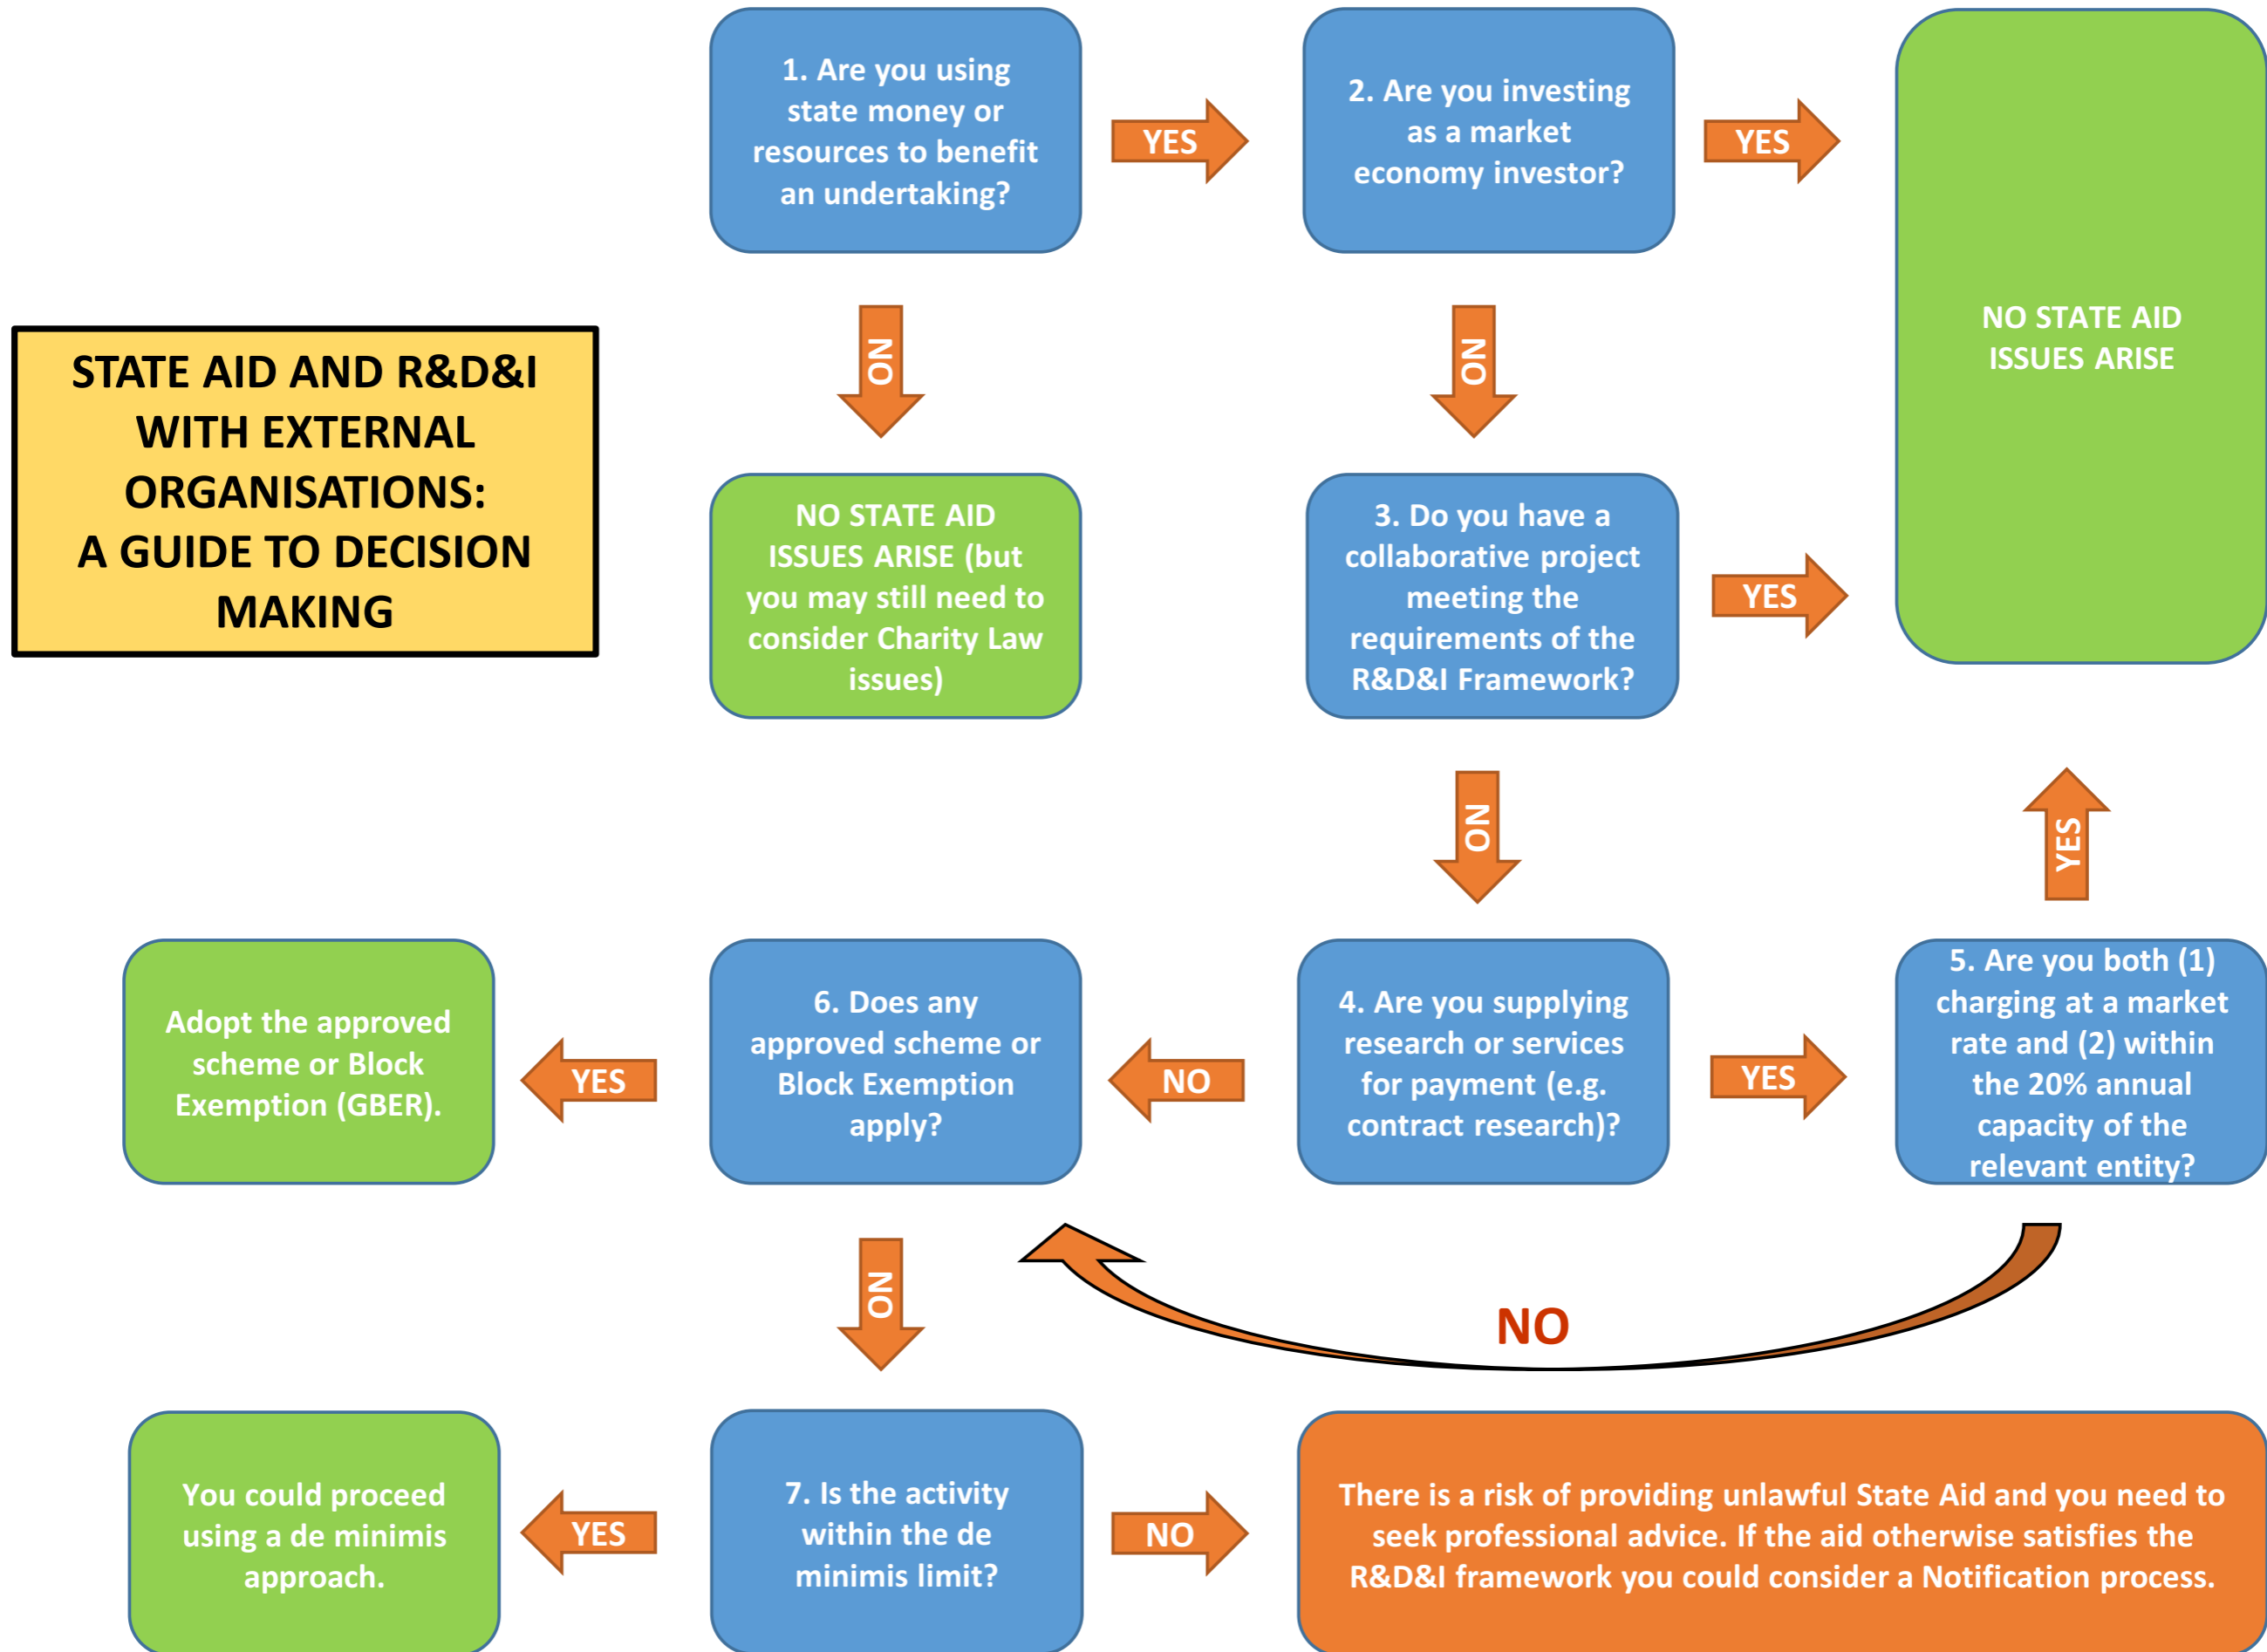 1. Are you using
state money or
resources to benefit
an undertaking?
YES
2. Are you investing
as a market
economy investor?
YES
NO STATE AID
ISSUES ARISE
STATE AID AND R&D&I
WITH EXTERNAL
ORGANISATIONS:
A GUIDE TO DECISION
MAKING
NO
NO
NO STATE AID
ISSUES ARISE (but
you may still need to
consider Charity Law
issues)
3. Do you have a
collaborative project
meeting the
requirements of the
R&D&I Framework?
YES
NO
YES
Adopt the approved
scheme or Block
Exemption (GBER).
YES
6. Does any
approved scheme or
Block Exemption
apply?
NO
4. Are you supplying
research or services
for payment (e.g.
contract research)?
YES
5. Are you both (1)
charging at a market
rate and (2) within
the 20% annual
capacity of the
relevant entity?
NO
NO
You could proceed
using a de minimis
approach.
YES
7. Is the activity
within the de
minimis limit?
NO
There is a risk of providing unlawful State Aid and you need to
seek professional advice. If the aid otherwise satisfies the
R&D&I framework you could consider a Notification process.